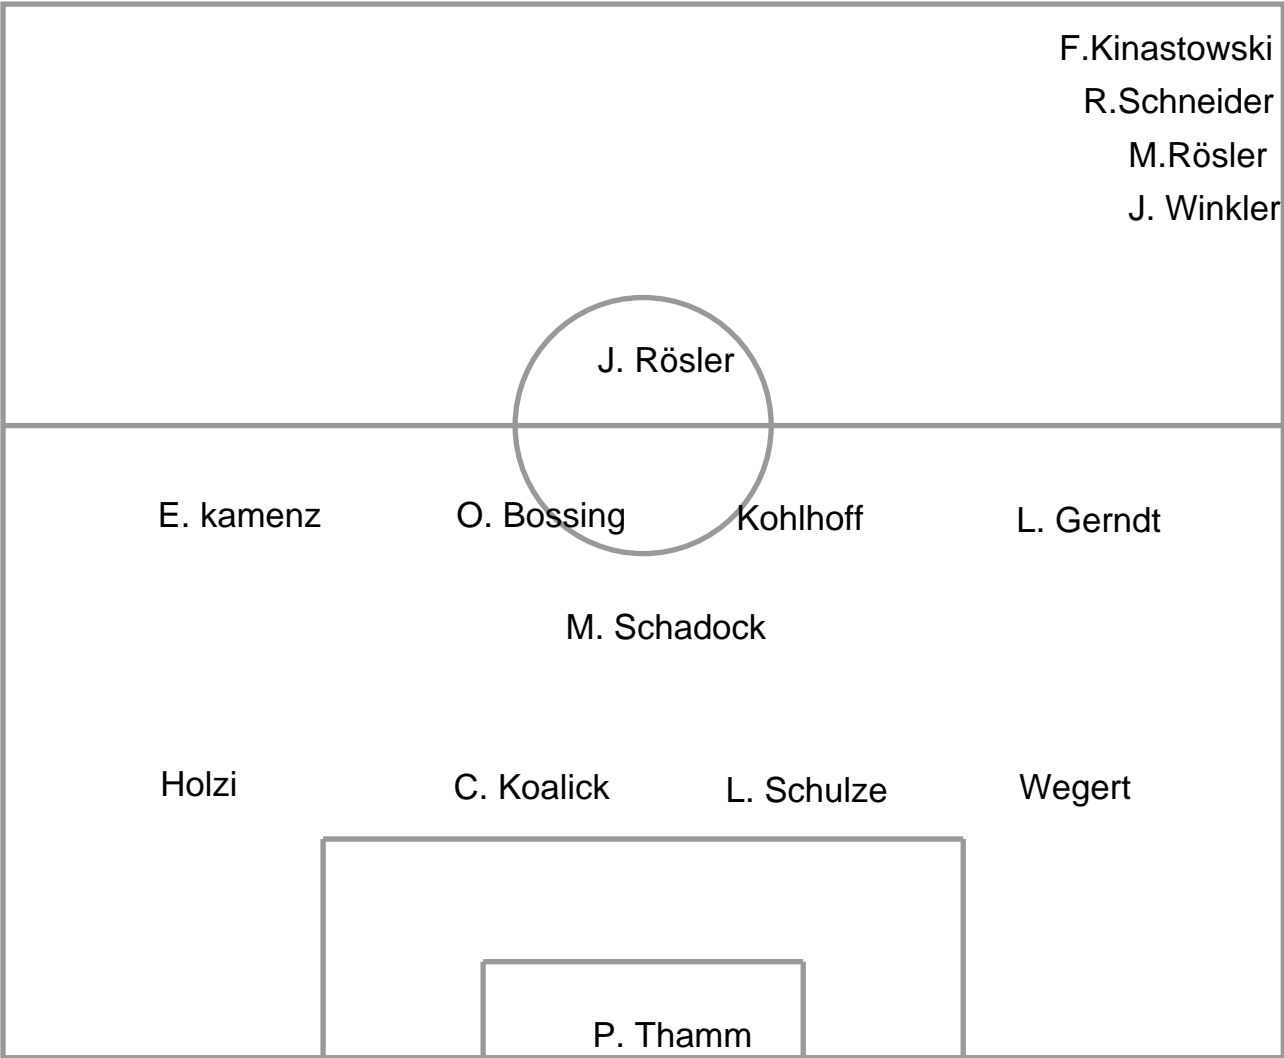 F.Kinastowski
R.Schneider
M.Rösler
J. Winkler
J. Rösler
E. kamenz O. Bossing Kohlhoff L. Gerndt
M. Schadock
Holzi C. Koalick L. Schulze Wegert
P. Thamm